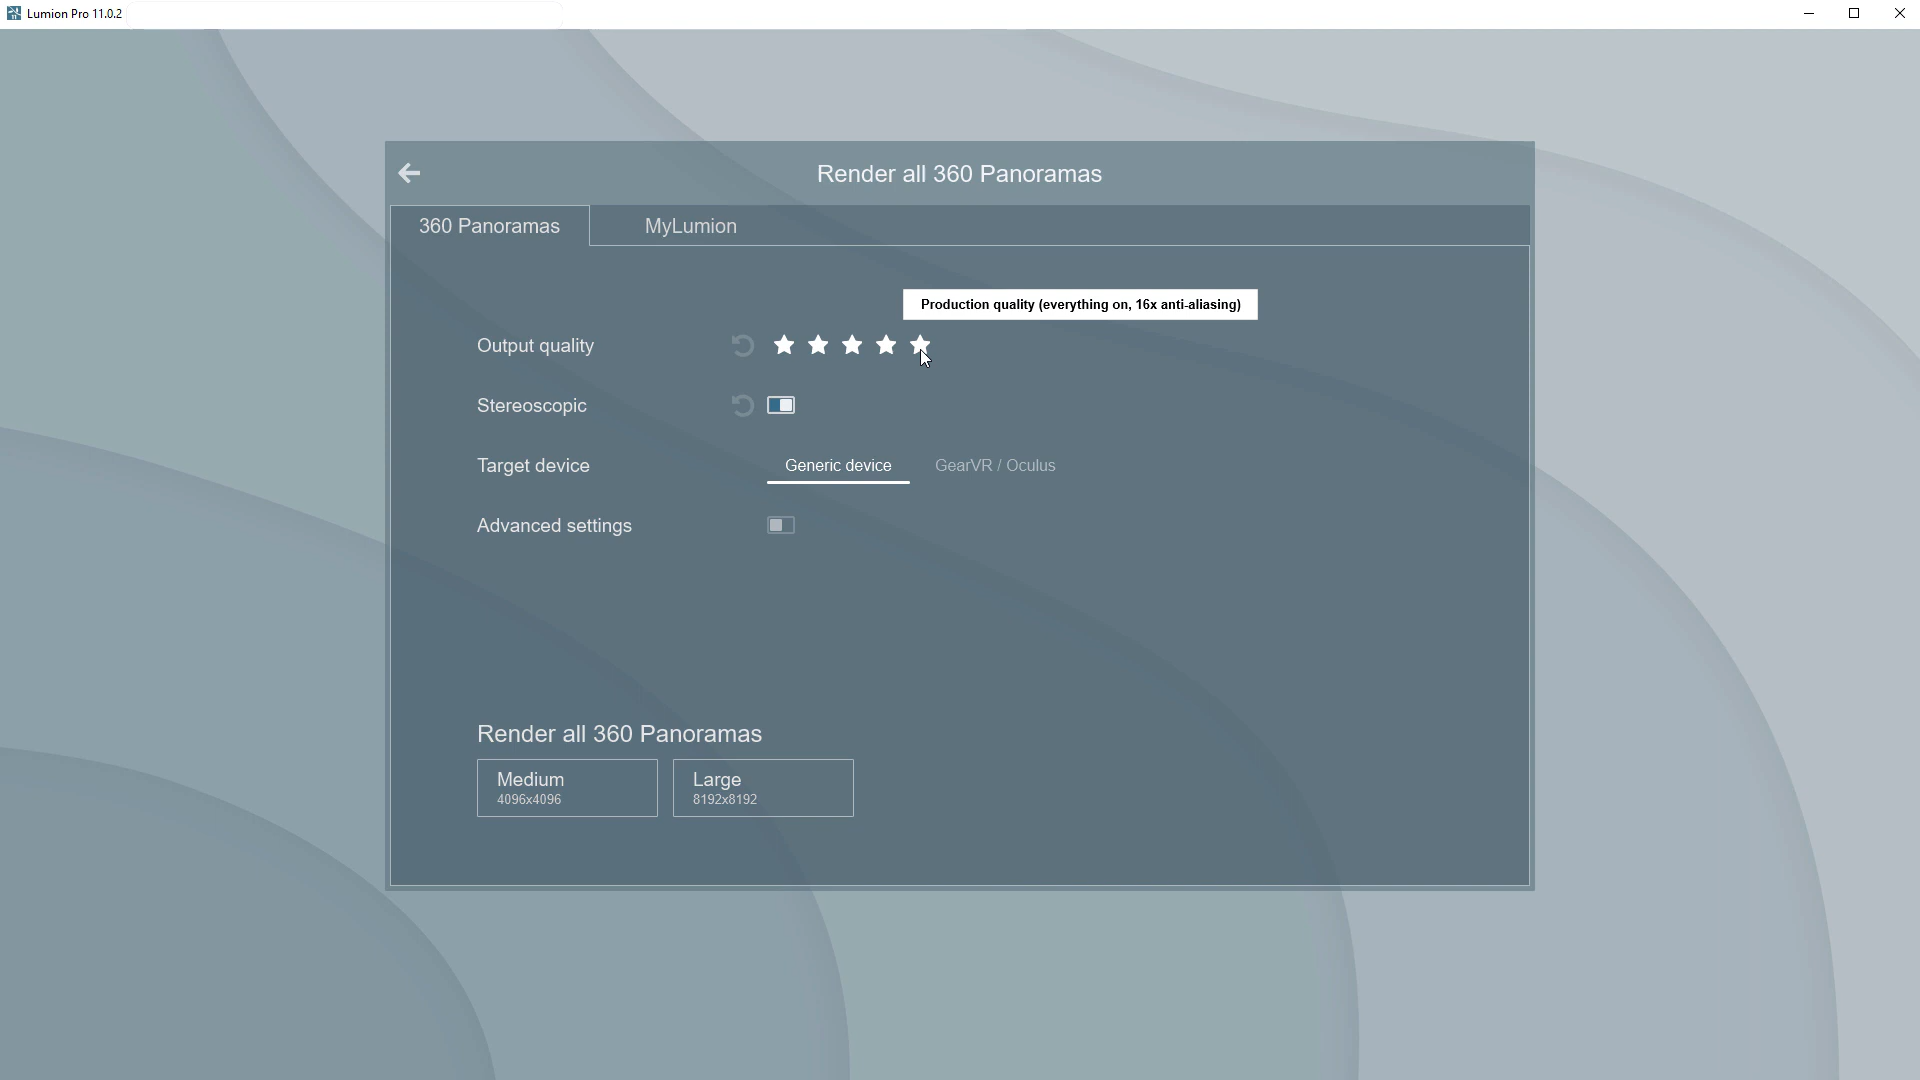 Lumion Pro 11.0.2
Render all 360 Panoramas
360 Panoramas
MyLumion
Production quality (everything on, 16x anti-aliasing)
Output quality
Stereoscopic
Target device
Generic device
GearVR / Oculus
Advanced settings
Render all 360 Panoramas
Medium
4096x4096
Large
8192x8192